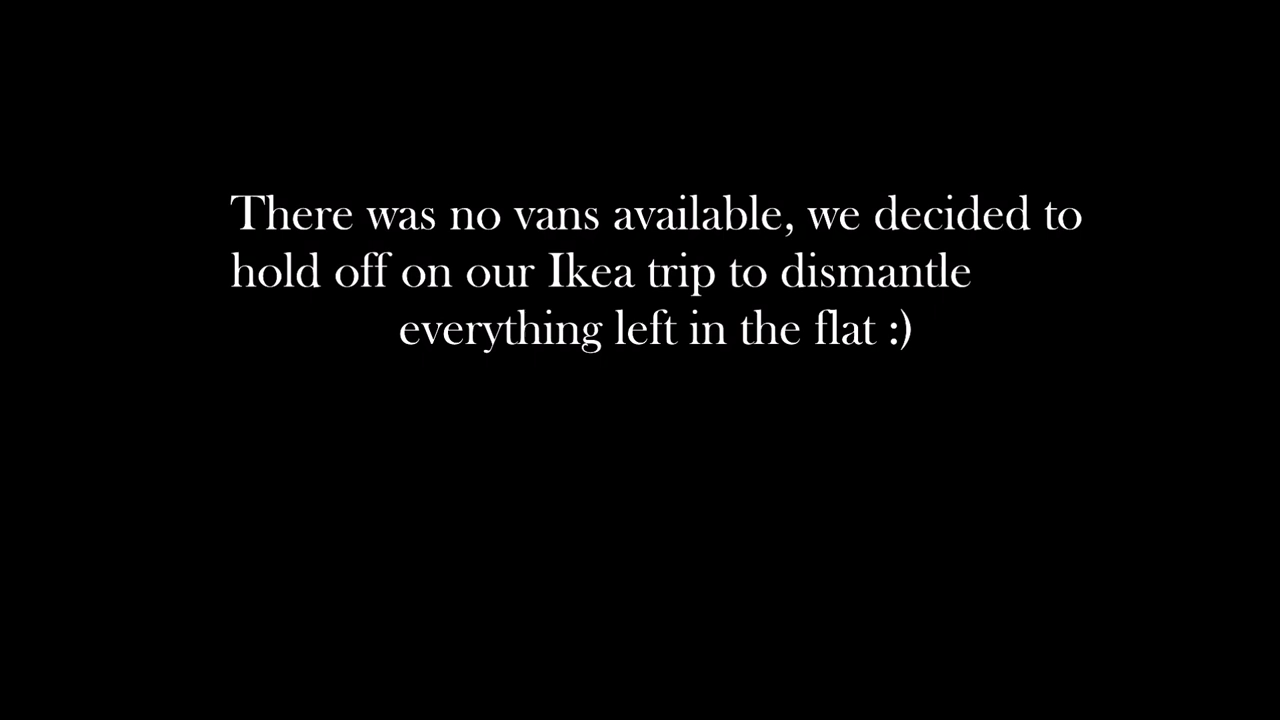 There was no vans available, we decided to
hold off on our Ikea trip to dismantle
everything left in the flat :)